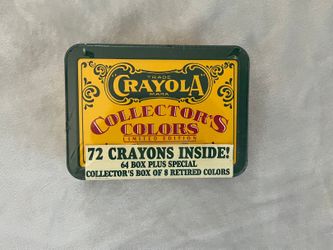 TRADE
CRAYOLA
MARK
COLLECTOR'S
COLORS
LIMITED EDITION
72 CRAYONS INSIDE!
64 BOX PLUS SPECIAL
COLLECTOR'S BOX OF 8 RETIRED COLORS